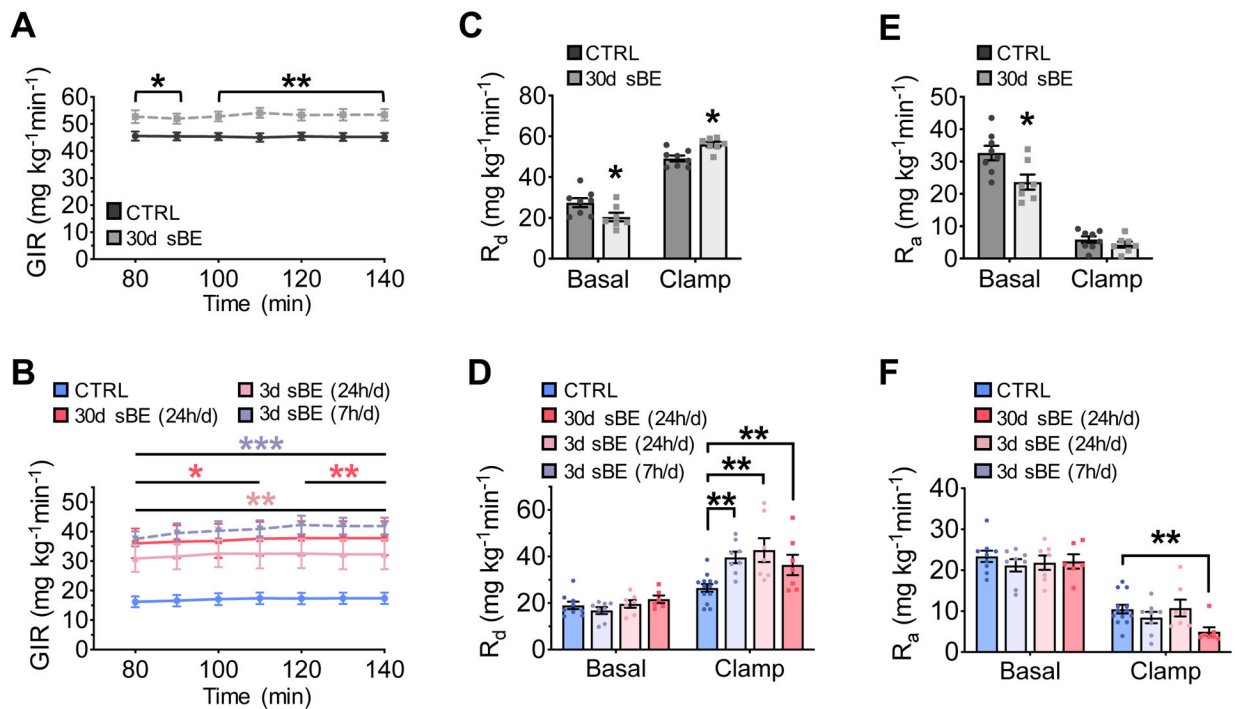 A
CTRL
30d sBE
GIR (mg kg⁻¹min⁻¹)
60
50
40
30
20
10
0
80
100
120
140
Time (min)
*
**
C
CTRL
30d sBE
R_d (mg kg⁻¹min⁻¹)
80
60
40
20
0
*
*
Basal
Clamp
E
CTRL
30d sBE
R_a (mg kg⁻¹min⁻¹)
50
40
30
20
10
0
*
Basal
Clamp
B
CTRL
30d sBE (24h/d)
3d sBE (24h/d)
3d sBE (7h/d)
***
*
**
**
GIR (mg kg⁻¹min⁻¹)
50
40
30
20
10
0
80
100
120
140
Time (min)
D
CTRL
30d sBE (24h/d)
3d sBE (24h/d)
3d sBE (7h/d)
R_d (mg kg⁻¹min⁻¹)
60
40
20
0
**
**
**
Basal
Clamp
F
CTRL
30d sBE (24h/d)
3d sBE (24h/d)
3d sBE (7h/d)
R_a (mg kg⁻¹min⁻¹)
40
30
20
10
0
**
Basal
Clamp